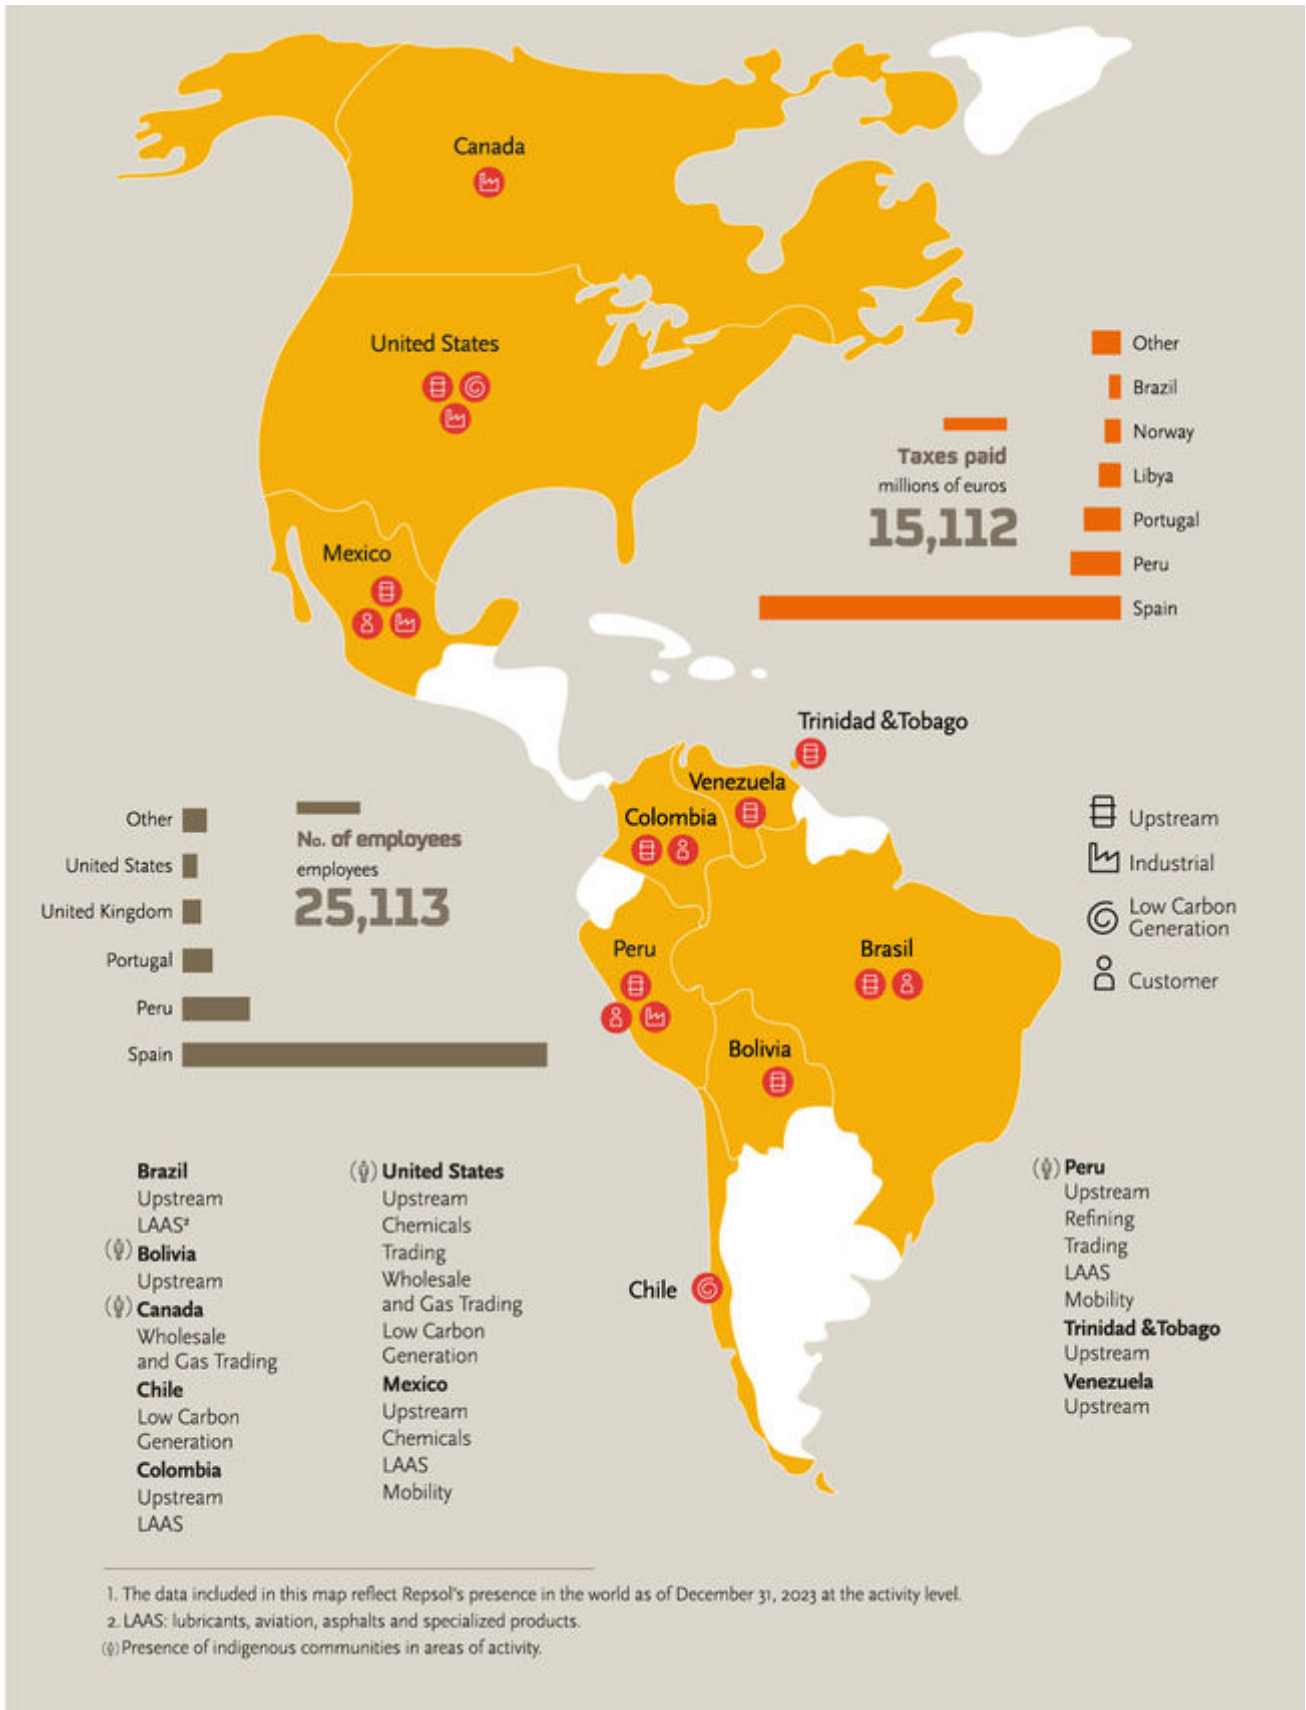 Canada
United States
Mexico
Other
Brazil
Norway
Libya
Portugal
Peru
Spain
Taxes paid
millions of euros
15,112
Trinidad &Tobago
Venezuela
Colombia
Peru
Brasil
Bolivia
Chile
Other
United States
United Kingdom
Portugal
Peru
Spain
No. of employees
employees
25,113
Upstream
Industrial
Low Carbon
Generation
Customer
Brazil
Upstream
LAAS²
Bolivia
Upstream
Canada
Wholesale
and Gas Trading
Chile
Low Carbon
Generation
Colombia
Upstream
LAAS
United States
Upstream
Chemicals
Trading
Wholesale
and Gas Trading
Low Carbon
Generation
Mexico
Upstream
Chemicals
LAAS
Mobility
Peru
Upstream
Refining
Trading
LAAS
Mobility
Trinidad &Tobago
Upstream
Venezuela
Upstream
1. The data included in this map reflect Repsol's presence in the world as of December 31, 2023 at the activity level.
2. LAAS: lubricants, aviation, asphalts and specialized products.
Presence of indigenous communities in areas of activity.